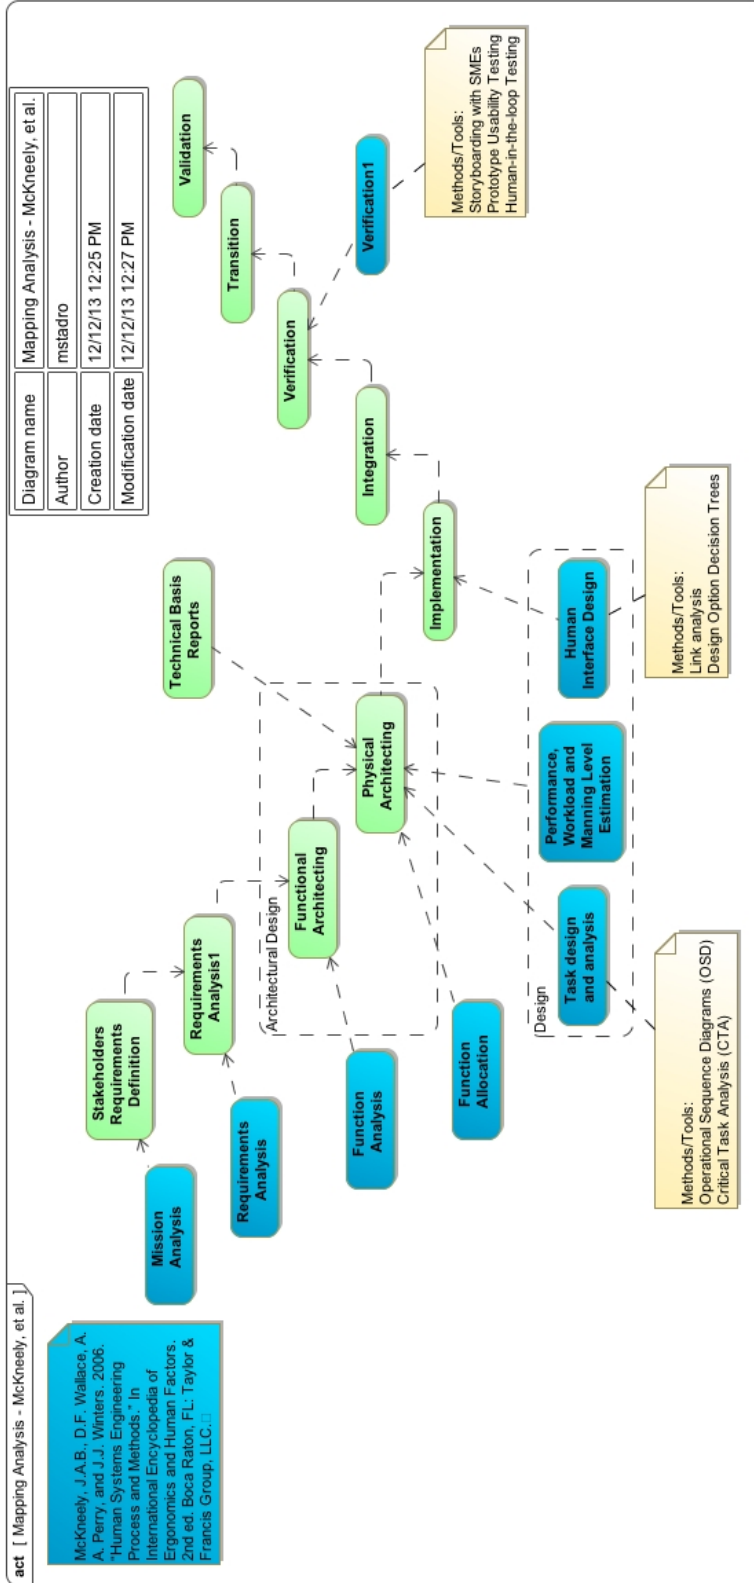 act [ Mapping Analysis - McKneely, et al. ]
McKneely, J.A.B., D.F. Wallace, A.
A. Perry, and J.J. Winters. 2006.
"Human Systems Engineering
Process and Methods." In
International Encyclopedia of
Ergonomics and Human Factors.
2nd ed. Boca Raton, FL: Taylor &
Francis Group, LLC.
Diagram name Mapping Analysis - McKneely, et al.
Author mstadro
Creation date 12/12/13 12:25 PM
Modification date 12/12/13 12:27 PM
Mission
Analysis
Stakeholders
Requirements
Definition
Requirements
Analysis
Requirements
Analysis1
Architectural Design
Functional
Architecting
Function
Analysis
Function
Allocation
Physical
Architecting
Technical Basis
Reports
Design
Task design
and analysis
Performance,
Workload and
Manning Level
Estimation
Human
Interface Design
Implementation
Integration
Verification
Verification1
Transition
Validation
Methods/Tools:
Operational Sequence Diagrams (OSD)
Critical Task Analysis (CTA)
Methods/Tools:
Link analysis
Design Option Decision Trees
Methods/Tools:
Storyboarding with SMEs
Prototype Usability Testing
Human-in-the-loop Testing